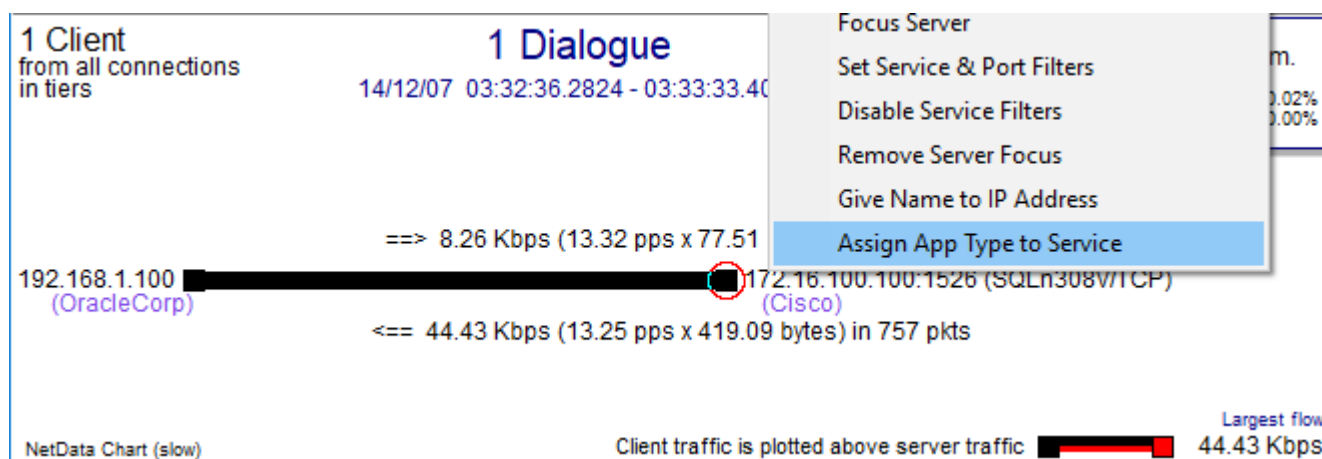 1 Client
from all connections
in tiers
1 Dialogue
14/12/07 03:32:36.2824 - 03:33:33.40
Focus Server
Set Service & Port Filters
Disable Service Filters
Remove Server Focus
Give Name to IP Address
Assign App Type to Service
m.
0.02%
0.00%
==> 8.26 Kbps (13.32 pps x 77.51
192.168.1.100
(OracleCorp)
172.16.100.100:1526 (SQLn308V/TCP)
(Cisco)
<== 44.43 Kbps (13.25 pps x 419.09 bytes) in 757 pkts
NetData Chart (slow)
Client traffic is plotted above server traffic
Largest flow
44.43 Kbps